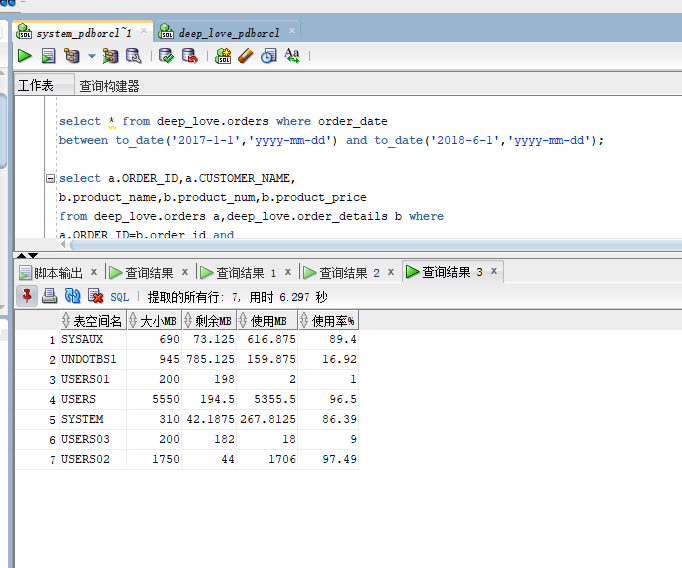 system_pdborcl~1 deep_love_pdborcl
工作表 查询构建器
select * from deep_love.orders where order_date
between to_date('2017-1-1','yyyy-mm-dd') and to_date('2018-6-1','yyyy-mm-dd');
select a.ORDER_ID,a.CUSTOMER_NAME,
b.product_name,b.product_num,b.product_price
from deep_love.orders a,deep_love.order_details b where
a.ORDER_ID=b.order_id and
脚本输出 x 查询结果 x 查询结果 1 x 查询结果 2 x 查询结果 3 x
SQL | 提取的所有行: 7, 用时 6.297 秒
表空间名 大小MB 剩余MB 使用MB 使用率%
1 SYSAUX 690 73.125 616.875 89.4
2 UNDOTBS1 945 785.125 159.875 16.92
3 USERS01 200 198 2 1
4 USERS 5550 194.5 5355.5 96.5
5 SYSTEM 310 42.1875 267.8125 86.39
6 USERS03 200 182 18 9
7 USERS02 1750 44 1706 97.49